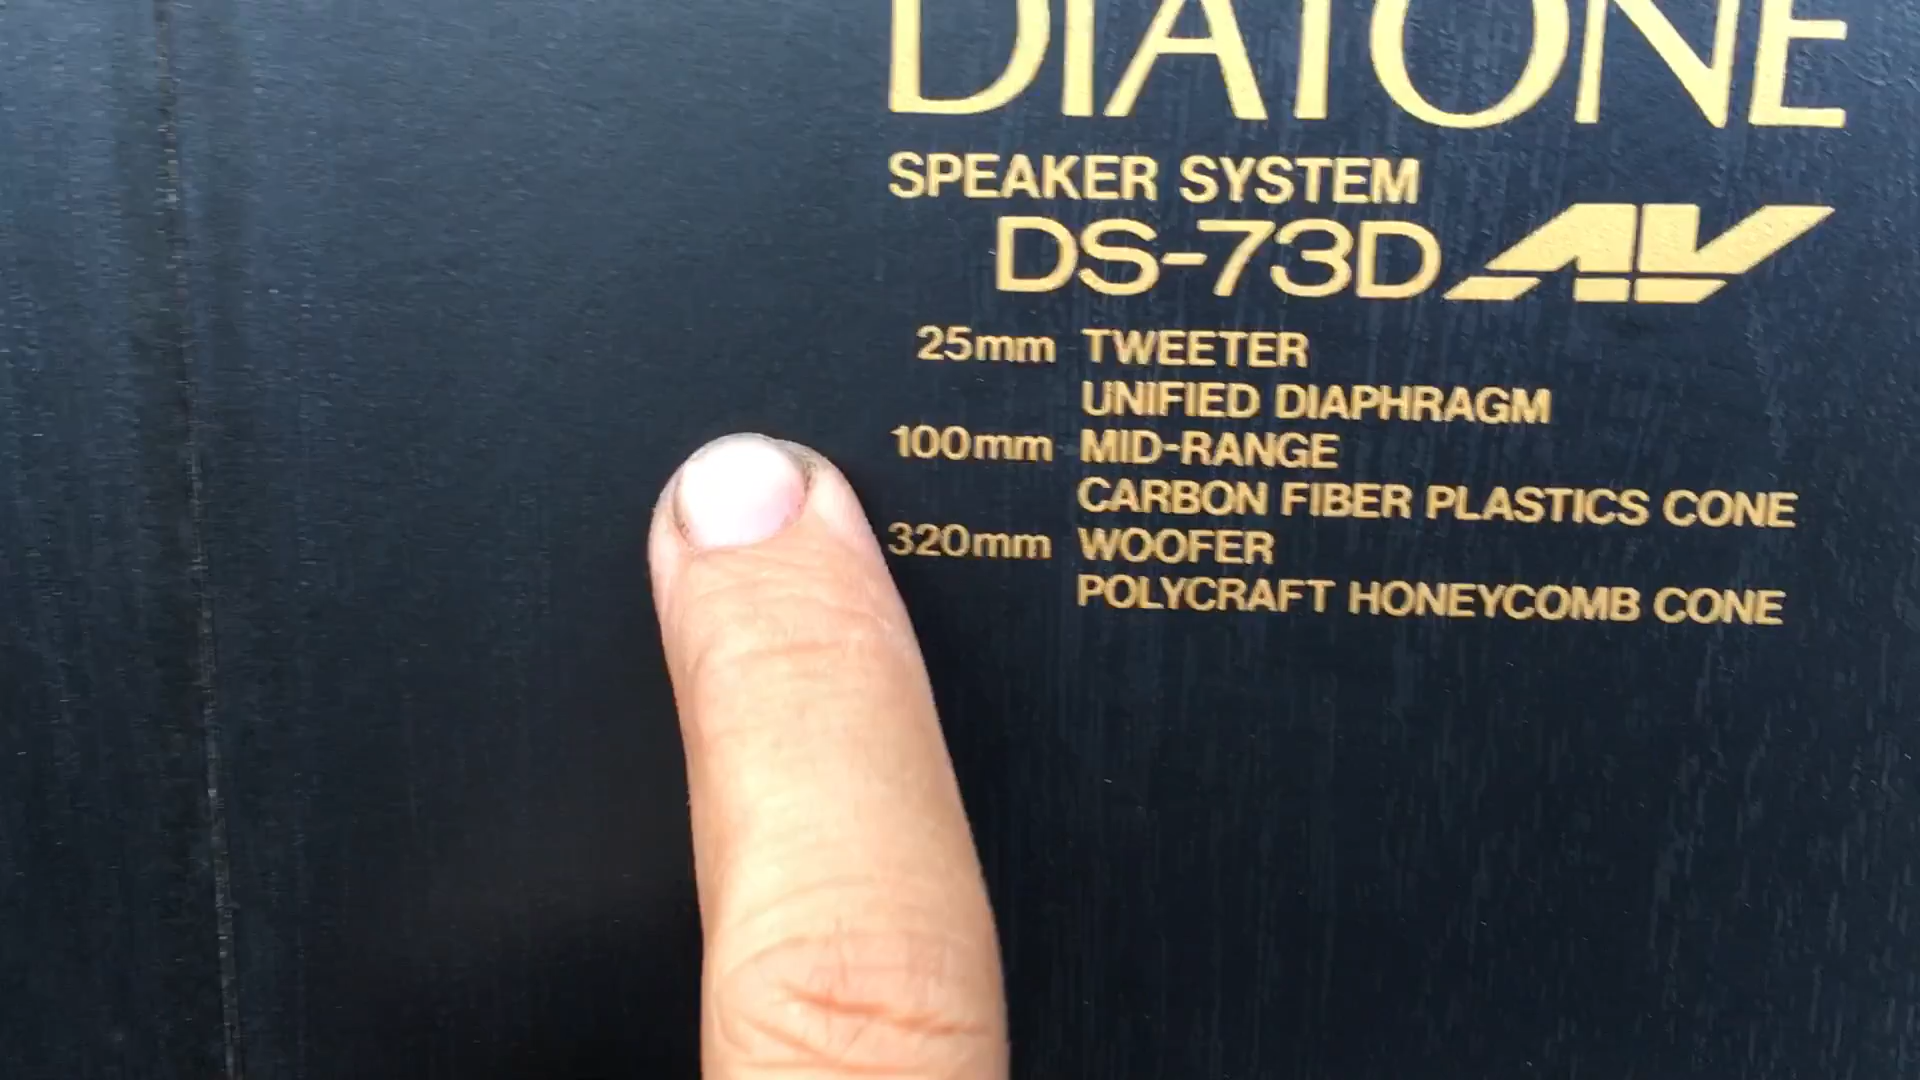 DIATONE
SPEAKER SYSTEM
DS-73D AV
25mm TWEETER
UNIFIED DIAPHRAGM
100mm MID-RANGE
CARBON FIBER PLASTICS CONE
320mm WOOFER
POLYCRAFT HONEYCOMB CONE